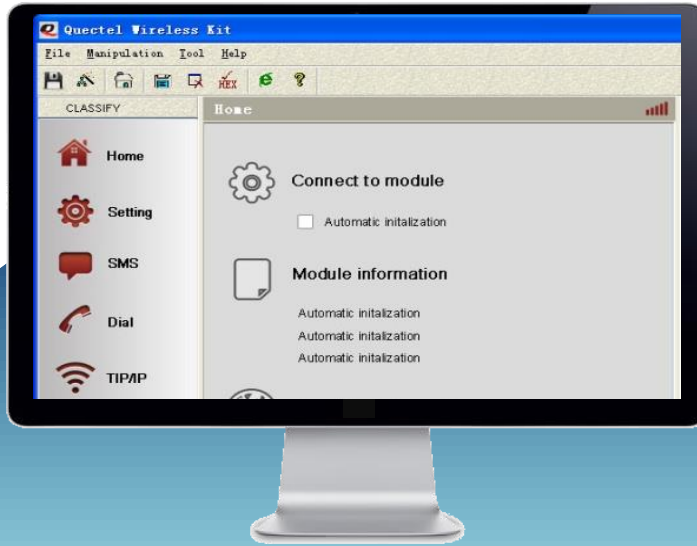 Quectel Wireless Kit
File Manipulation Tool Help
HEX
CLASSIFY
Home
Home
Connect to module
Automatic initalization
Setting
SMS
Module information
Automatic initalization
Automatic initalization
Automatic initalization
Dial
TIP/IP